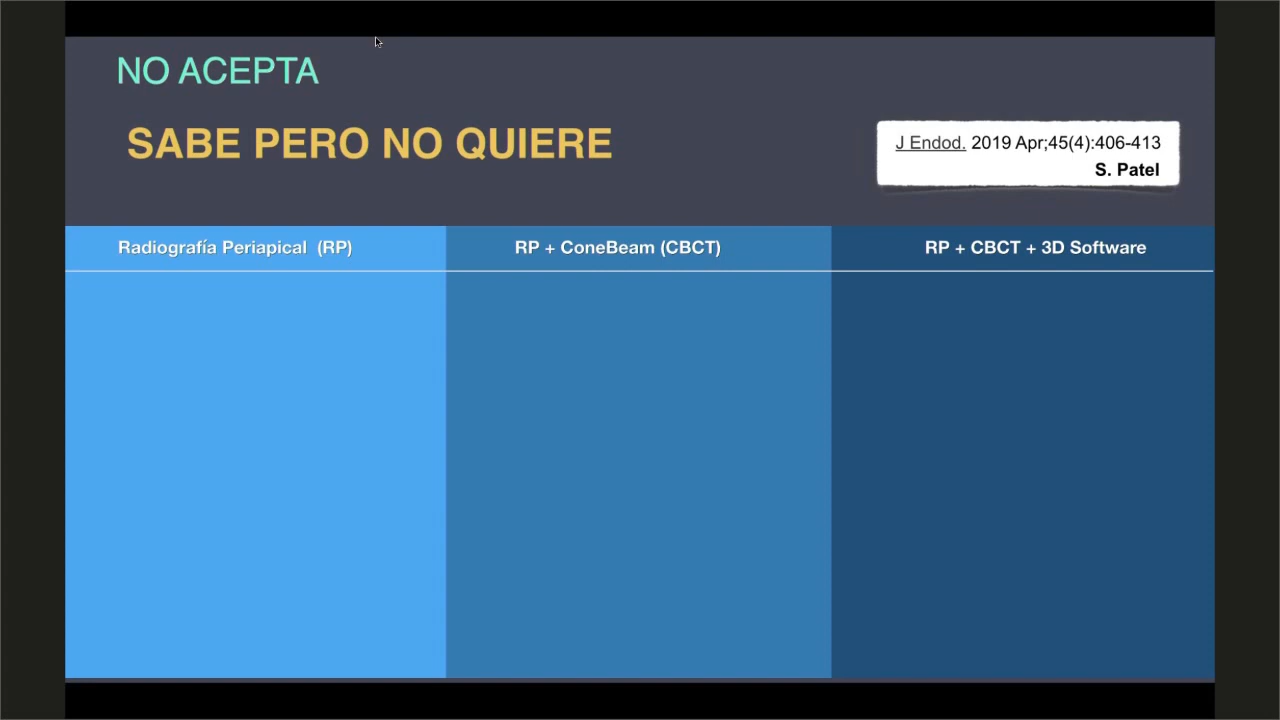 NO ACEPTA
SABE PERO NO QUIERE
J Endod. 2019 Apr;45(4):406-413
S. Patel
Radiografía Periapical (RP)
RP + ConeBeam (CBCT)
RP + CBCT + 3D Software